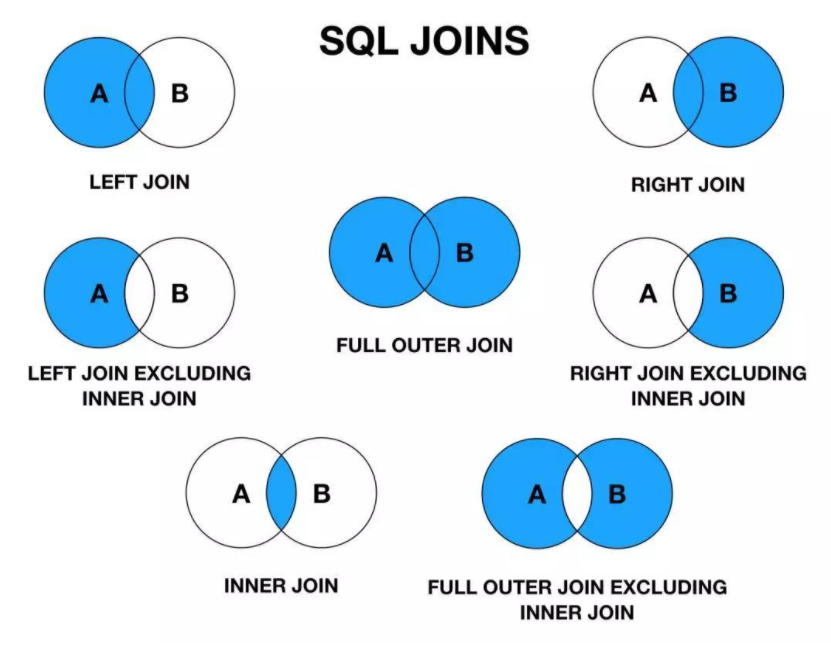 SQL JOINS
A B
LEFT JOIN
A B
RIGHT JOIN
A B
FULL OUTER JOIN
A B
LEFT JOIN EXCLUDING
INNER JOIN
A B
RIGHT JOIN EXCLUDING
INNER JOIN
A B
INNER JOIN
A B
FULL OUTER JOIN EXCLUDING
INNER JOIN